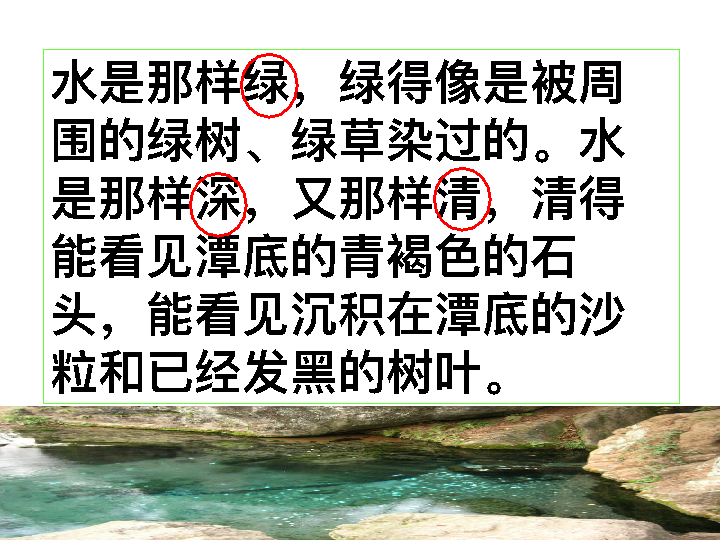 水是那样绿，绿得像是被周
围的绿树、绿草染过的。水
是那样深，又那样清，清得
能看见潭底的青褐色的石
头，能看见沉积在潭底的沙
粒和已经发黑的树叶。